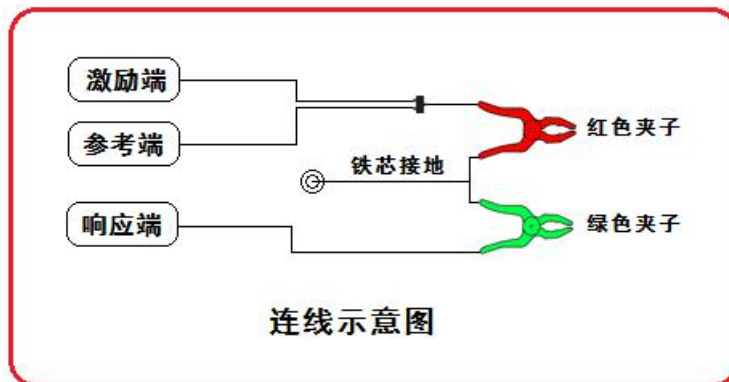 激励端
参考端
红色夹子
铁芯接地
响应端
绿色夹子
连线示意图